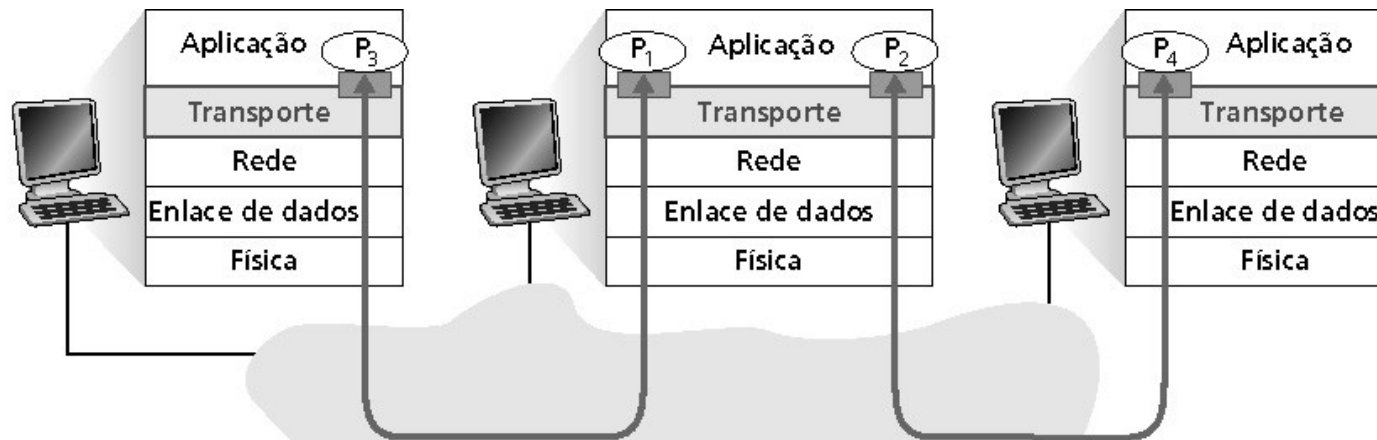 Aplicação P3
Transporte
Rede
Enlace de dados
Física
P1 Aplicação P2
Transporte
Rede
Enlace de dados
Física
P4 Aplicação
Transporte
Rede
Enlace de dados
Física